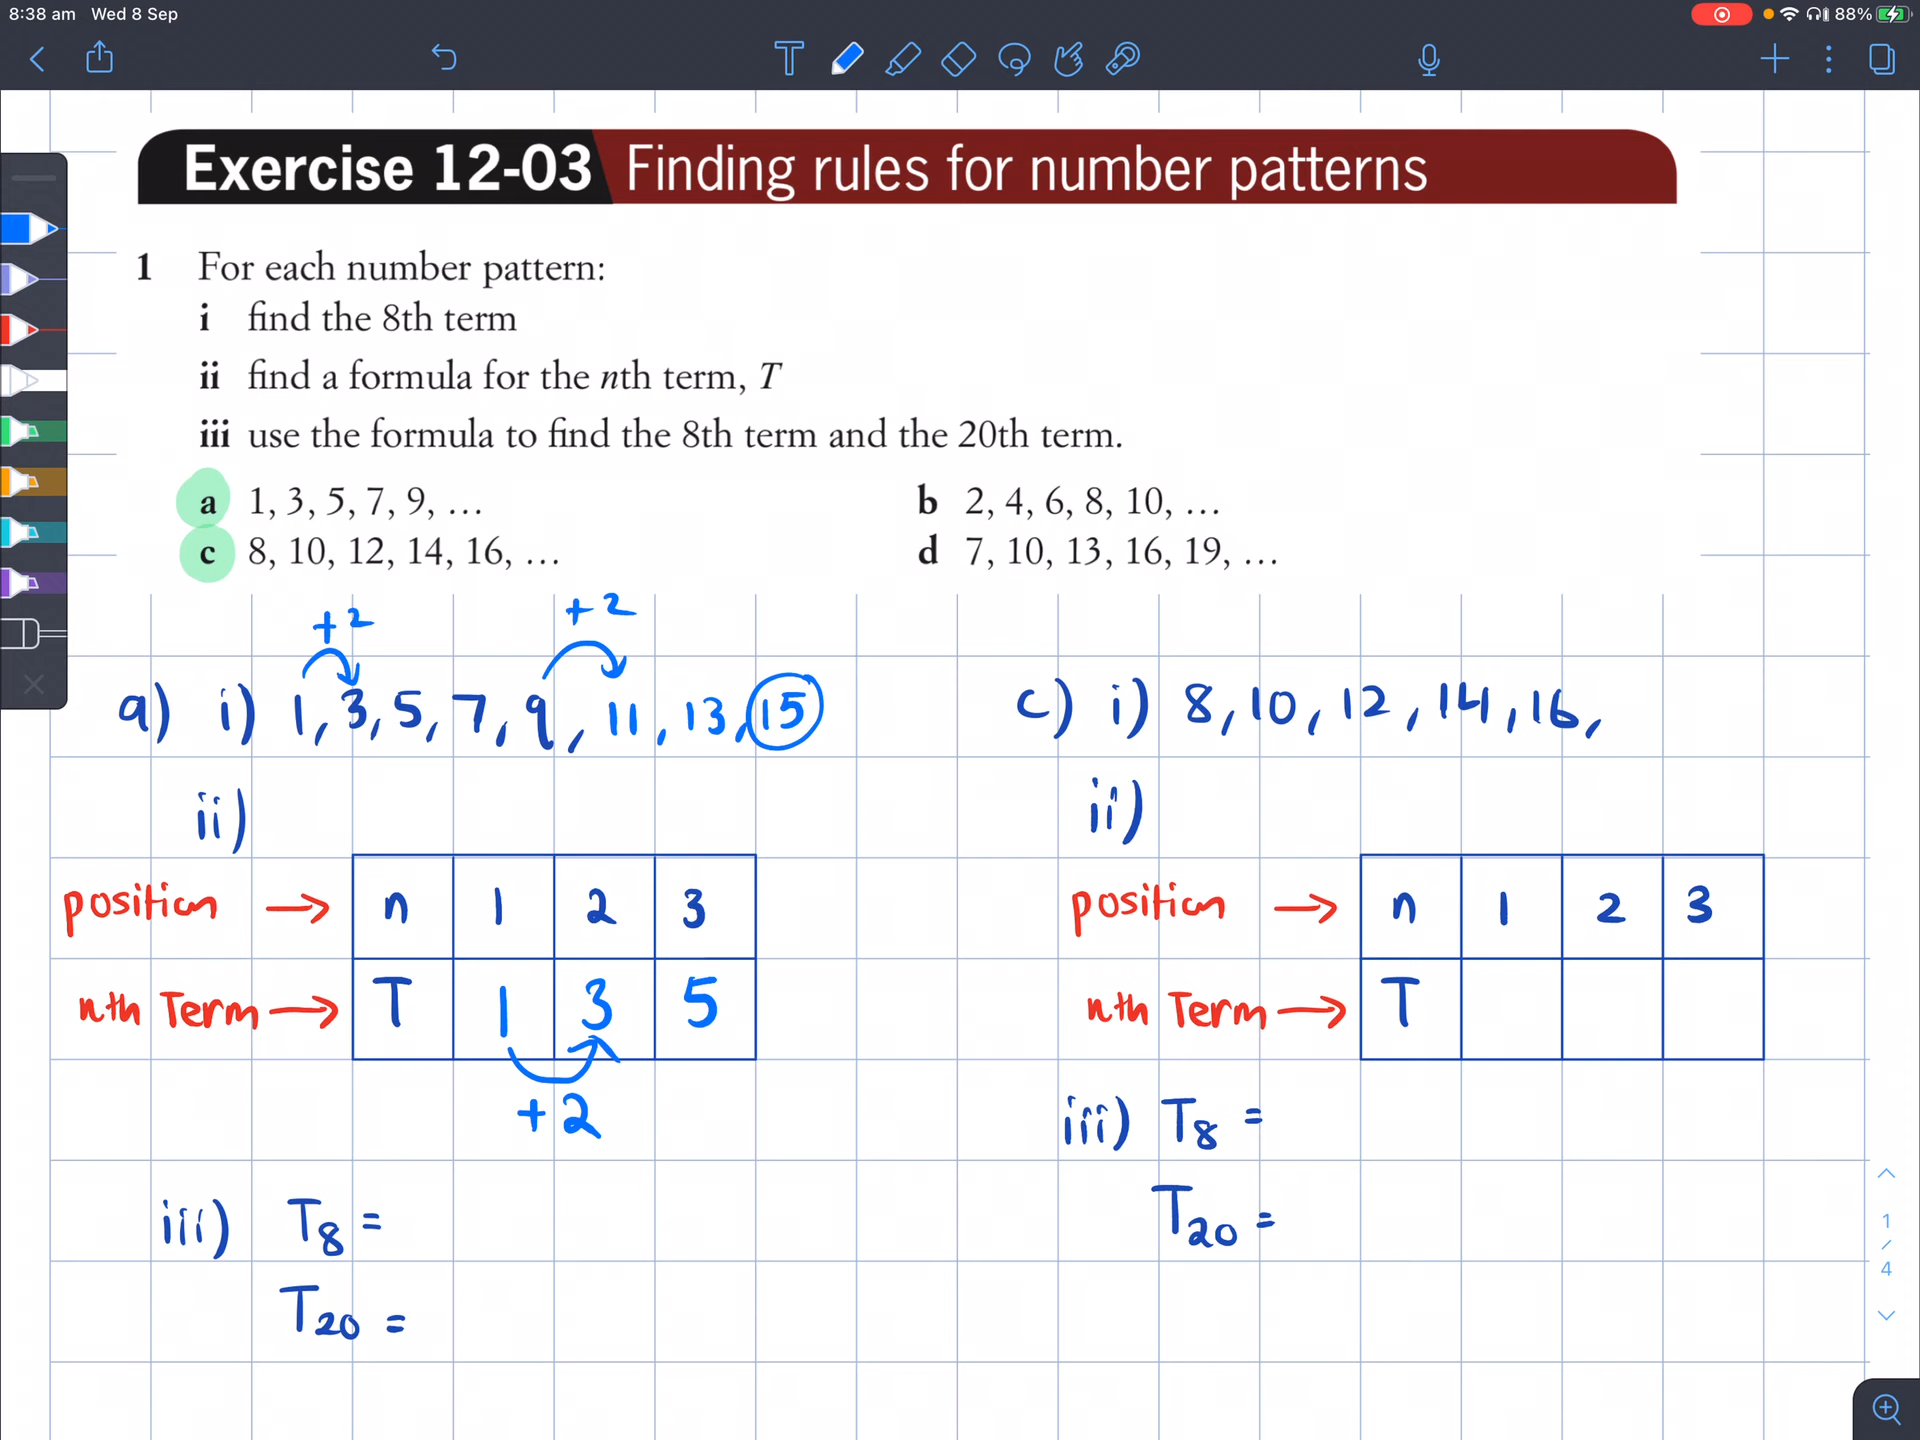 8:38 am Wed 8 Sep
88%
Exercise 12-03 Finding rules for number patterns
1 For each number pattern:
i find the 8th term
ii find a formula for the nth term, T
iii use the formula to find the 8th term and the 20th term.
a 1, 3, 5, 7, 9, …
b 2, 4, 6, 8, 10, …
c 8, 10, 12, 14, 16, …
d 7, 10, 13, 16, 19, …
+2 +2
a) i) 1, 3, 5, 7, 9, 11, 13, 15
ii)
position → n 1 2 3
nth Term → T 1 3 5
+2
iii) T8 =
T20 =
c) i) 8, 10, 12, 14, 16,
ii)
position → n 1 2 3
nth Term → T
iii) T8 =
T20 =
1
/
4